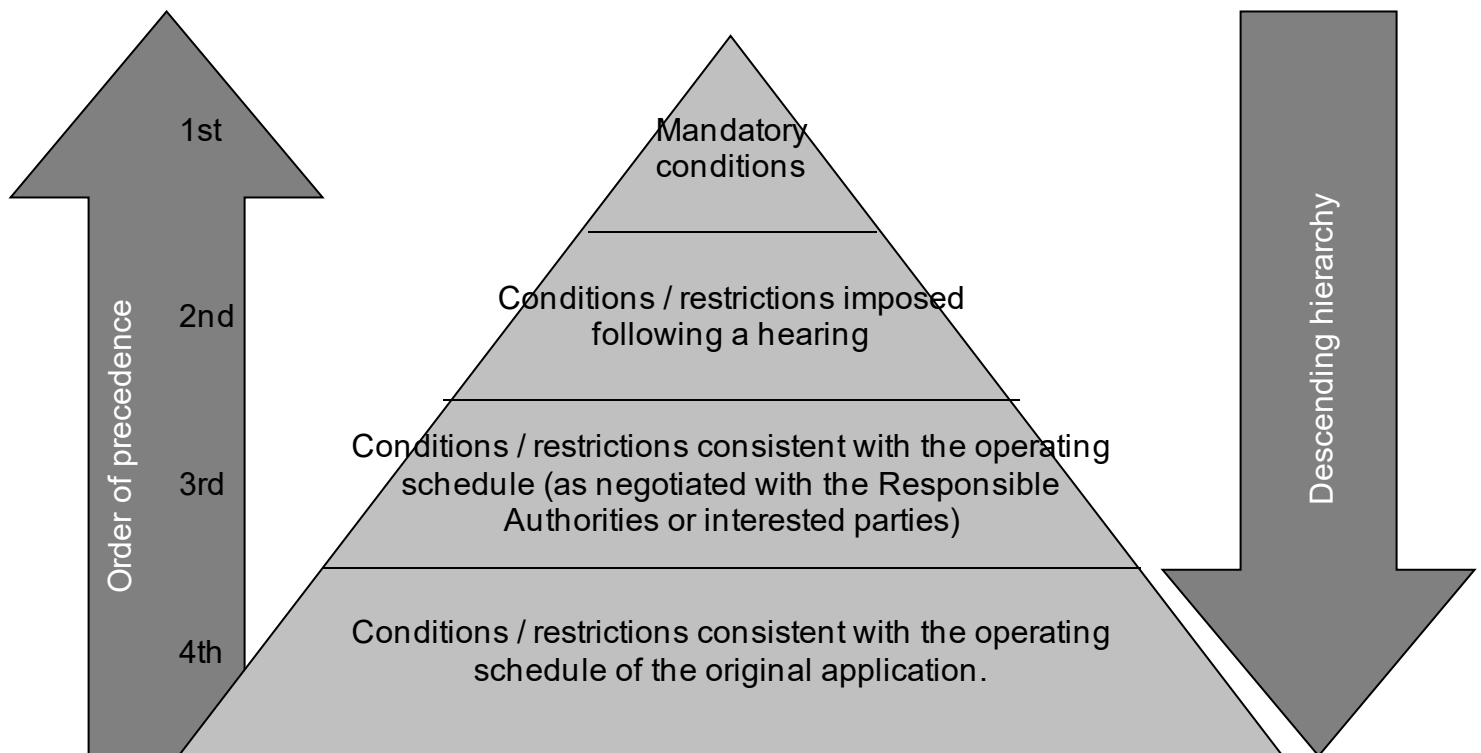 1st
Mandatory
conditions
2nd
Conditions / restrictions imposed
following a hearing
3rd
Conditions / restrictions consistent with the operating
schedule (as negotiated with the Responsible
Authorities or interested parties)
4th
Conditions / restrictions consistent with the operating
schedule of the original application.
Order of precedence
Descending hierarchy